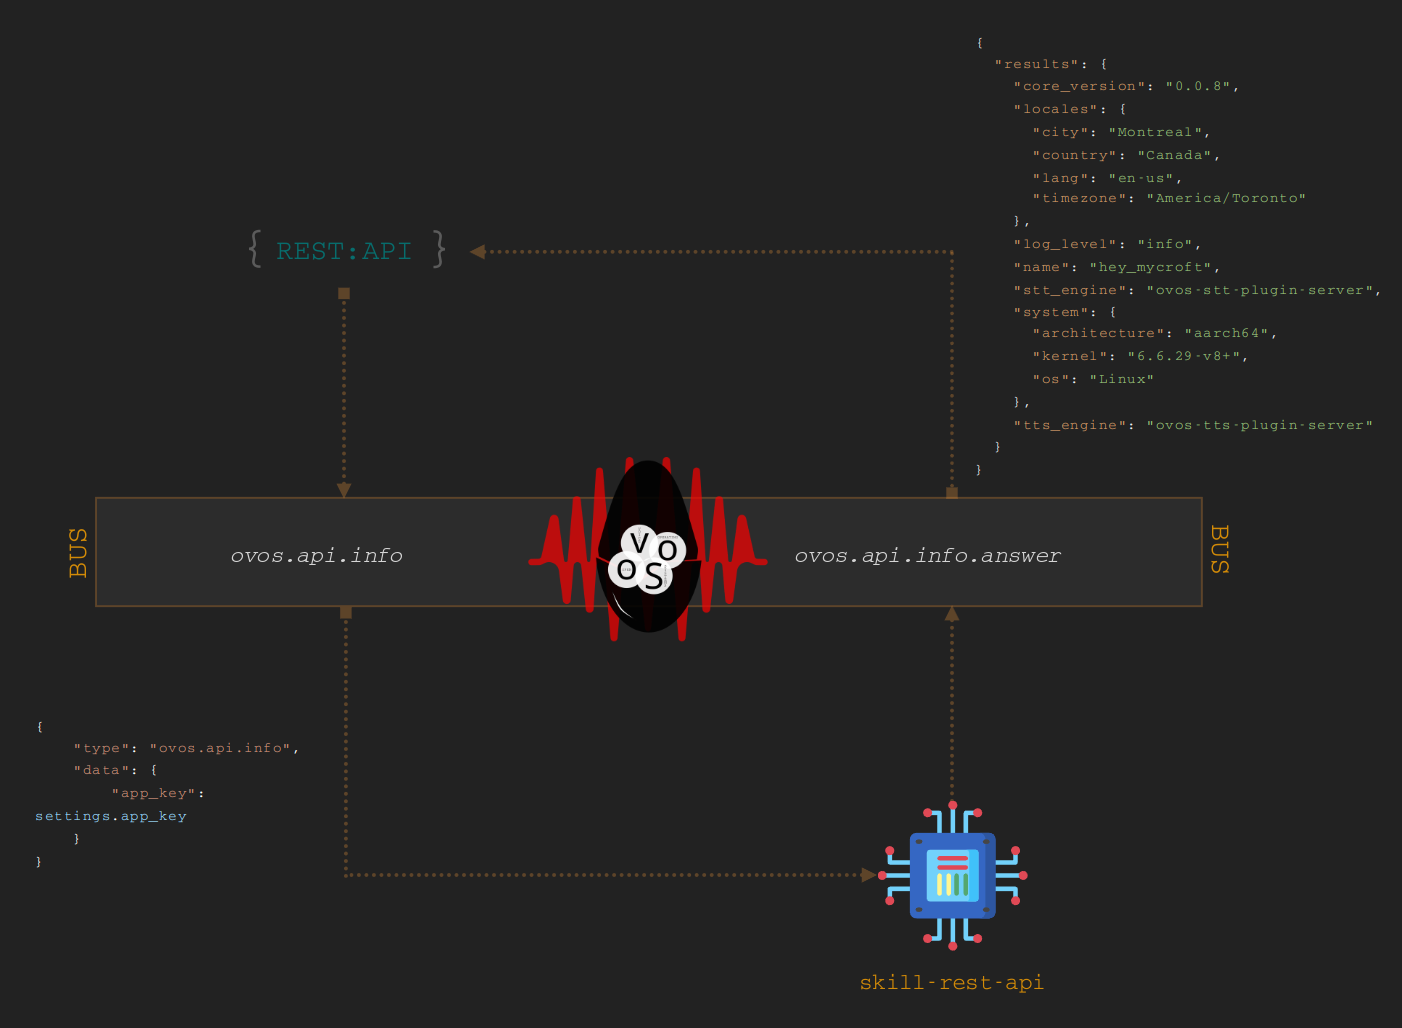 {
  "results": {
    "core_version": "0.0.8",
    "locales": {
      "city": "Montreal",
      "country": "Canada",
      "lang": "en-us",
      "timezone": "America/Toronto"
    },
    "log_level": "info",
    "name": "hey_mycroft",
    "stt_engine": "ovos-stt-plugin-server",
    "system": {
      "architecture": "aarch64",
      "kernel": "6.6.29-v8+",
      "os": "Linux"
    },
    "tts_engine": "ovos-tts-plugin-server"
  }
}
{ REST:API }
BUS
ovos.api.info
V O
O S
ovos.api.info.answer
BUS
{
    "type": "ovos.api.info",
    "data": {
        "app_key":
settings.app_key
    }
}
skill-rest-api